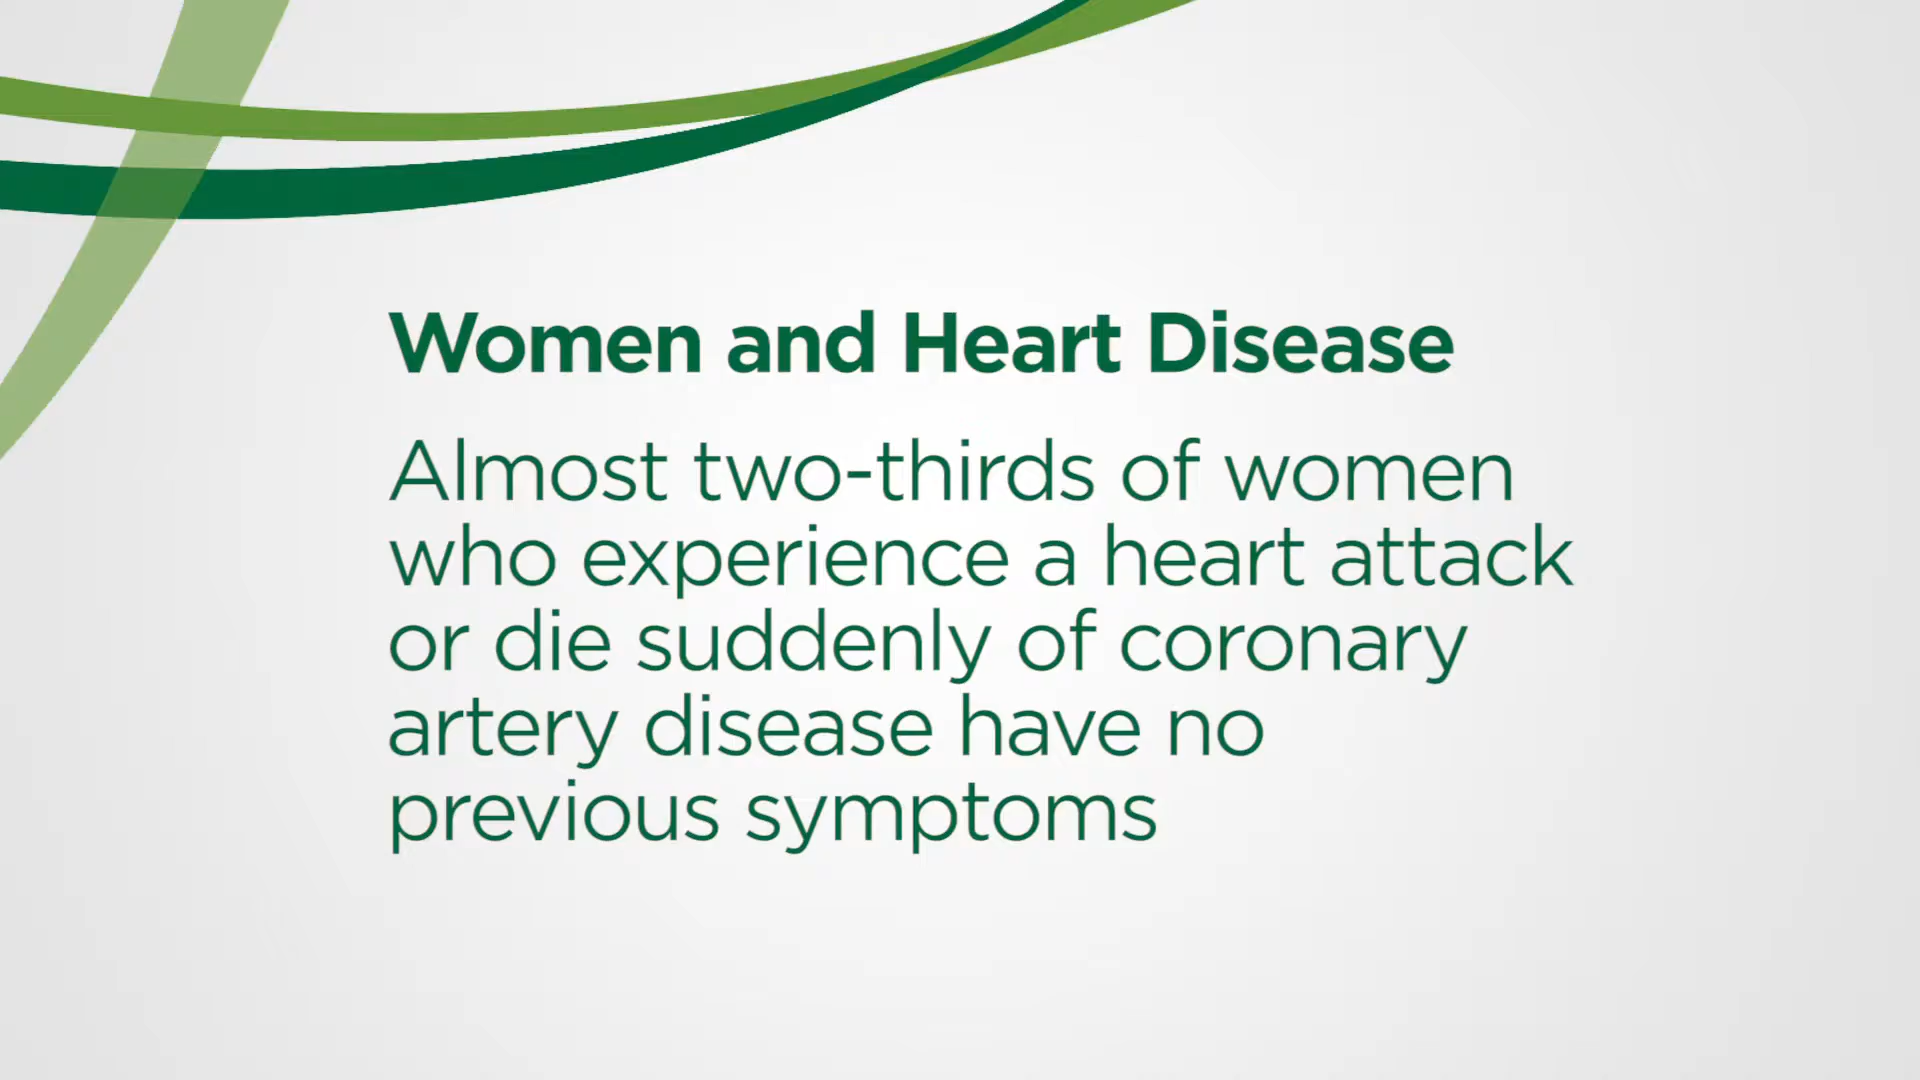 Women and Heart Disease
Almost two-thirds of women
who experience a heart attack
or die suddenly of coronary
artery disease have no
previous symptoms